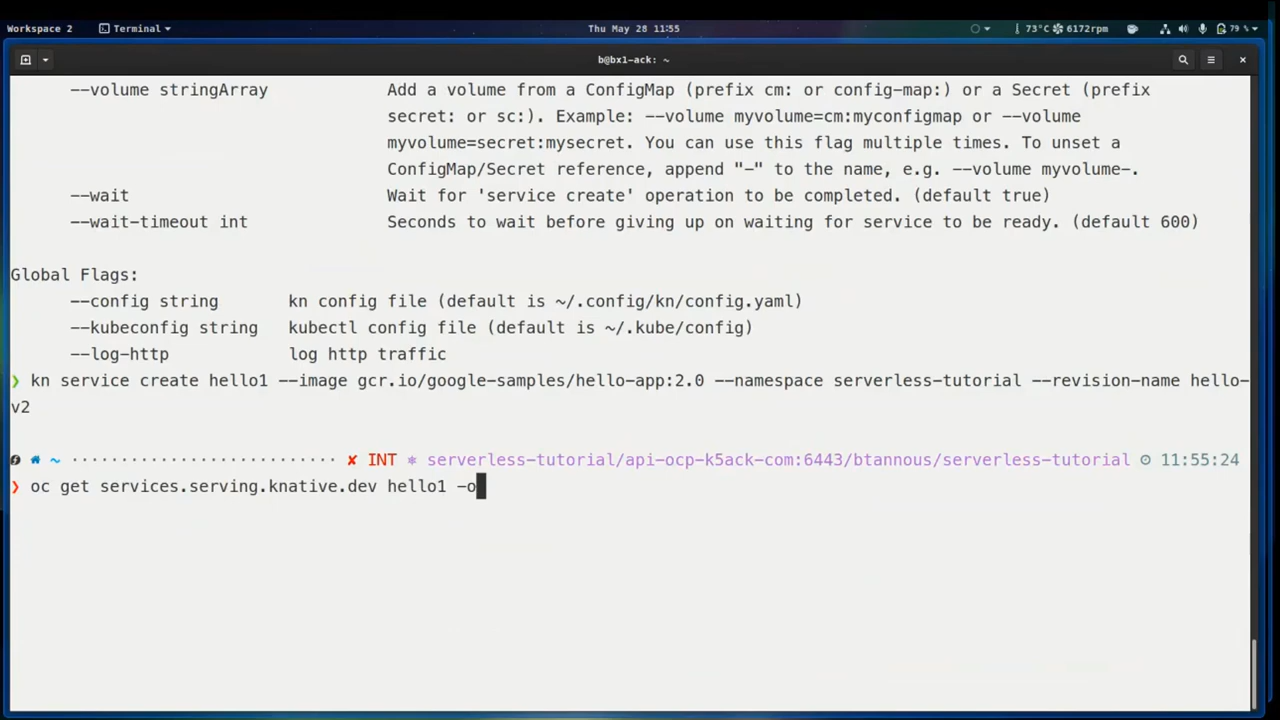 Workspace 2
Terminal
Thu May 28 11:55
73°C
6172rpm
79 %
b@bx1-ack: ~
--volume stringArray Add a volume from a ConfigMap (prefix cm: or config-map:) or a Secret (prefix
secret: or sc:). Example: --volume myvolume=cm:myconfigmap or --volume
myvolume=secret:mysecret. You can use this flag multiple times. To unset a
ConfigMap/Secret reference, append "-" to the name, e.g. --volume myvolume-.
--wait Wait for 'service create' operation to be completed. (default true)
--wait-timeout int Seconds to wait before giving up on waiting for service to be ready. (default 600)
Global Flags:
--config string kn config file (default is ~/.config/kn/config.yaml)
--kubeconfig string kubectl config file (default is ~/.kube/config)
--log-http log http traffic
❯ kn service create hello1 --image gcr.io/google-samples/hello-app:2.0 --namespace serverless-tutorial --revision-name hello-
v2
~ ··························· ✘ INT ⎈ serverless-tutorial/api-ocp-k5ack-com:6443/btannous/serverless-tutorial 11:55:24
❯ oc get services.serving.knative.dev hello1 -o